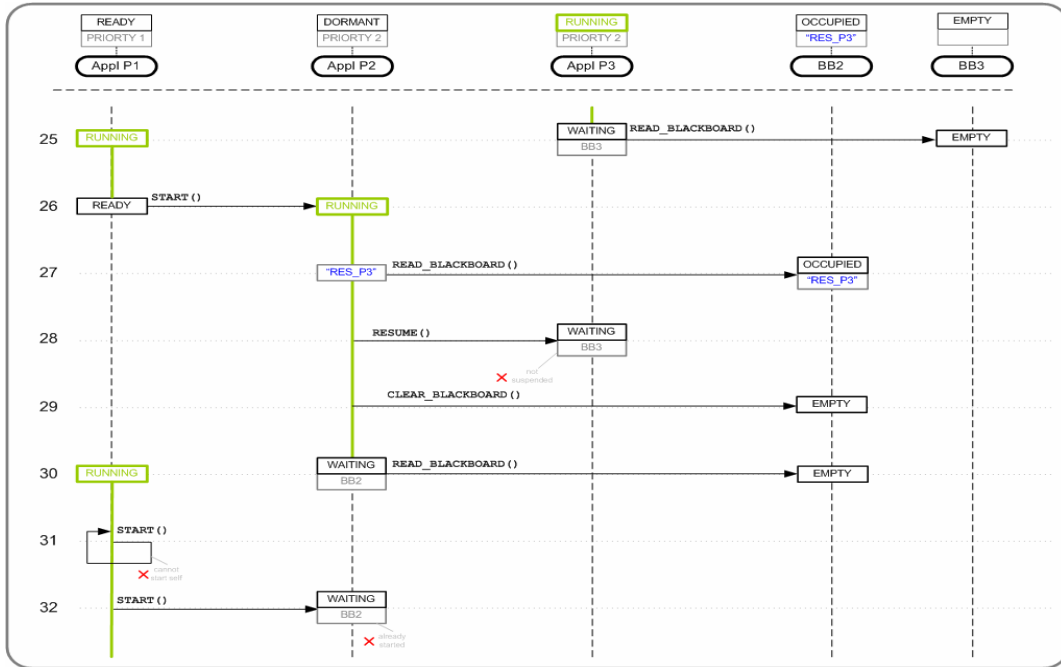 READY
PRIORTY 1
Appl P1
DORMANT
PRIORTY 2
Appl P2
RUNNING
PRIORTY 2
Appl P3
OCCUPIED
“RES_P3”
BB2
EMPTY
BB3
25
RUNNING
WAITING
BB3
READ_BLACKBOARD()
EMPTY
26
READY
START()
RUNNING
27
“RES_P3”
READ_BLACKBOARD()
OCCUPIED
“RES_P3”
28
RESUME()
WAITING
BB3
not
suspended
29
CLEAR_BLACKBOARD()
EMPTY
30
RUNNING
WAITING
BB2
READ_BLACKBOARD()
EMPTY
31
START()
cannot
start self
32
START()
WAITING
BB2
already
started